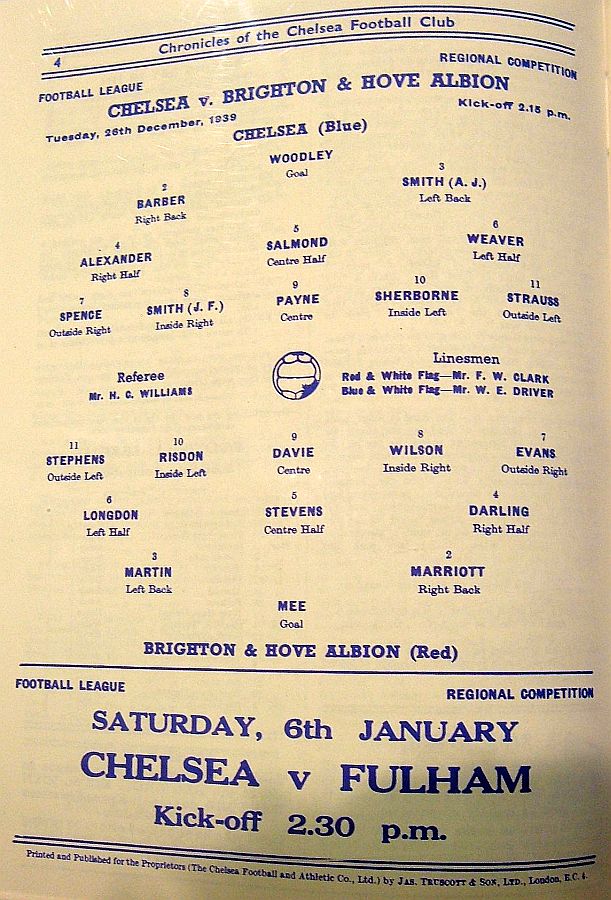 4 Chronicles of the Chelsea Football Club
FOOTBALL LEAGUE REGIONAL COMPETITION
CHELSEA v. BRIGHTON & HOVE ALBION
Tuesday, 26th December, 1939 Kick-off 2.15 p.m.
CHELSEA (Blue)
WOODLEY
Goal
2 3
BARBER SMITH (A. J.)
Right Back Left Back
4 5 6
ALEXANDER SALMOND WEAVER
Right Half Centre Half Left Half
7 8 9 10 11
SPENCE SMITH (J. F.) PAYNE SHERBORNE STRAUSS
Outside Right Inside Right Centre Inside Left Outside Left
Referee Linesmen
Mr. H. C. WILLIAMS Red & White Flag—Mr. F. W. CLARK
Blue & White Flag—Mr. W. E. DRIVER
11 10 9 8 7
STEPHENS RISDON DAVIE WILSON EVANS
Outside Left Inside Left Centre Inside Right Outside Right
6 5 4
LONGDON STEVENS DARLING
Left Half Centre Half Right Half
3 2
MARTIN MARRIOTT
Left Back Right Back
MEE
Goal
BRIGHTON & HOVE ALBION (Red)
FOOTBALL LEAGUE REGIONAL COMPETITION
SATURDAY, 6th JANUARY
CHELSEA v FULHAM
Kick-off 2.30 p.m.
Printed and Published for the Proprietors (The Chelsea Football and Athletic Co., Ltd.) by JAS. TRUSCOTT & SON, LTD., London, E.C. 4.